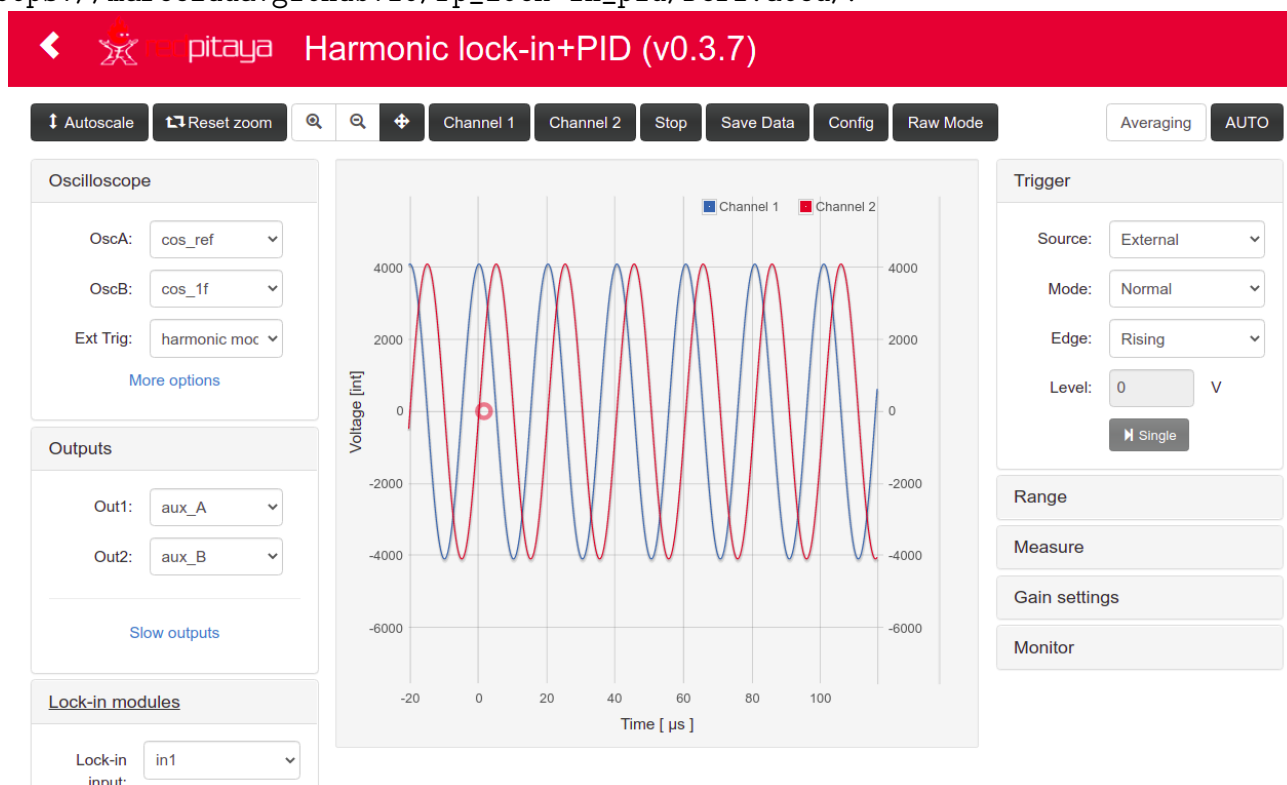 Harmonic lock-in+PID (v0.3.7)
redpitaya
Autoscale Reset zoom Channel 1 Channel 2 Stop Save Data Config Raw Mode Averaging AUTO
Oscilloscope
OscA: cos_ref
OscB: cos_1f
Ext Trig: harmonic moc
More options
Outputs
Out1: aux_A
Out2: aux_B
Slow outputs
Lock-in modules
Lock-in in1
input:
Channel 1 Channel 2
4000 4000
2000 2000
0 0
-2000 -2000
-4000 -4000
-6000 -6000
Voltage [int]
-20 0 20 40 60 80 100
Time [ µs ]
Trigger
Source: External
Mode: Normal
Edge: Rising
Level: 0 V
Single
Range
Measure
Gain settings
Monitor